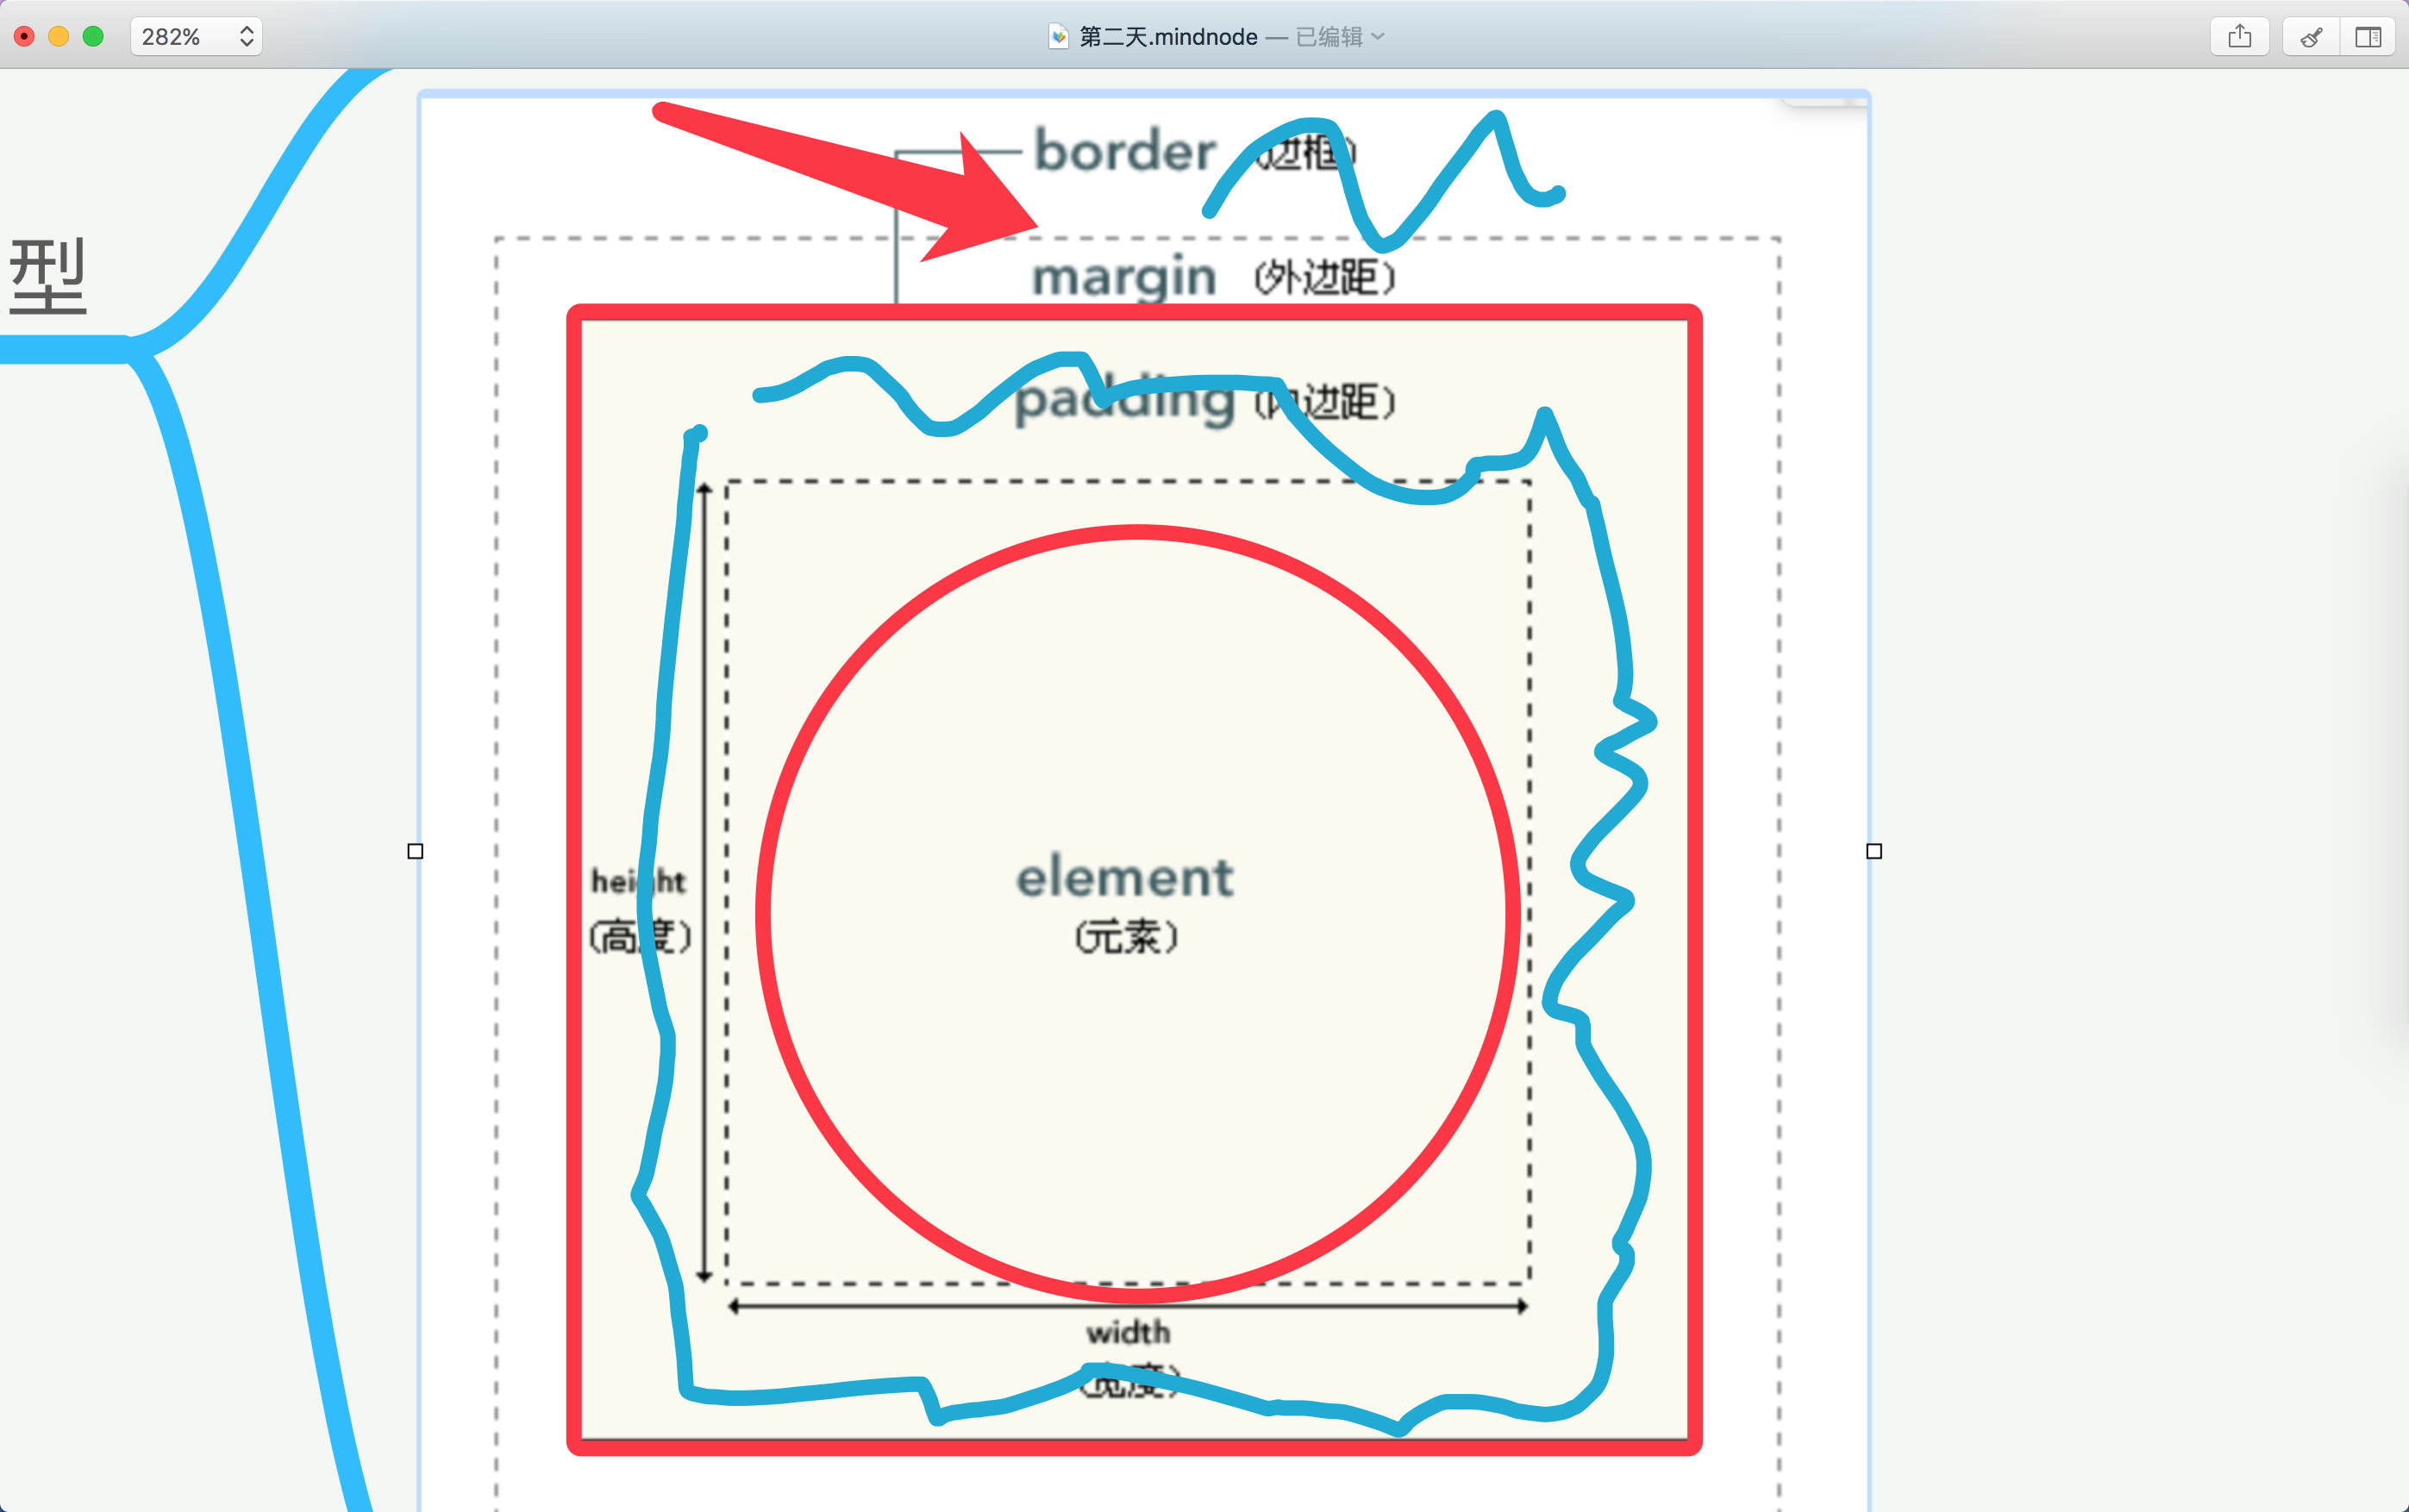 282%
第二天.mindnode — 已编辑
型
border (边框)
margin (外边距)
padding (内边距)
element
(元素)
height
(高度)
width
(宽度)